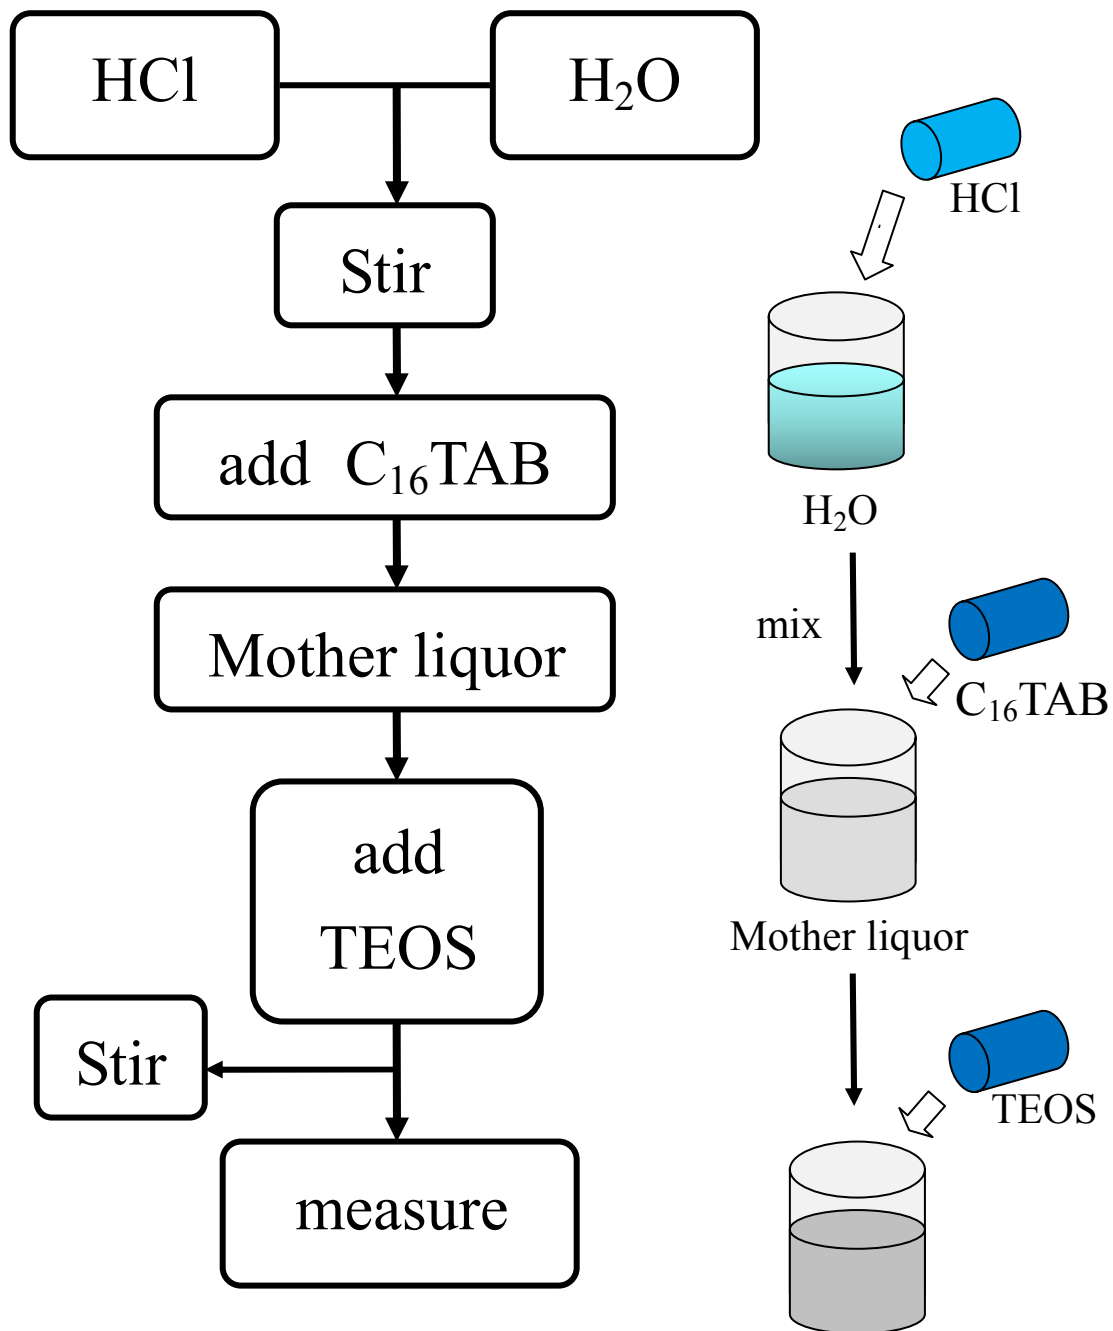 HCl
H₂O
Stir
add C₁₆TAB
Mother liquor
add
TEOS
Stir
measure
HCl
H₂O
mix
C₁₆TAB
Mother liquor
TEOS